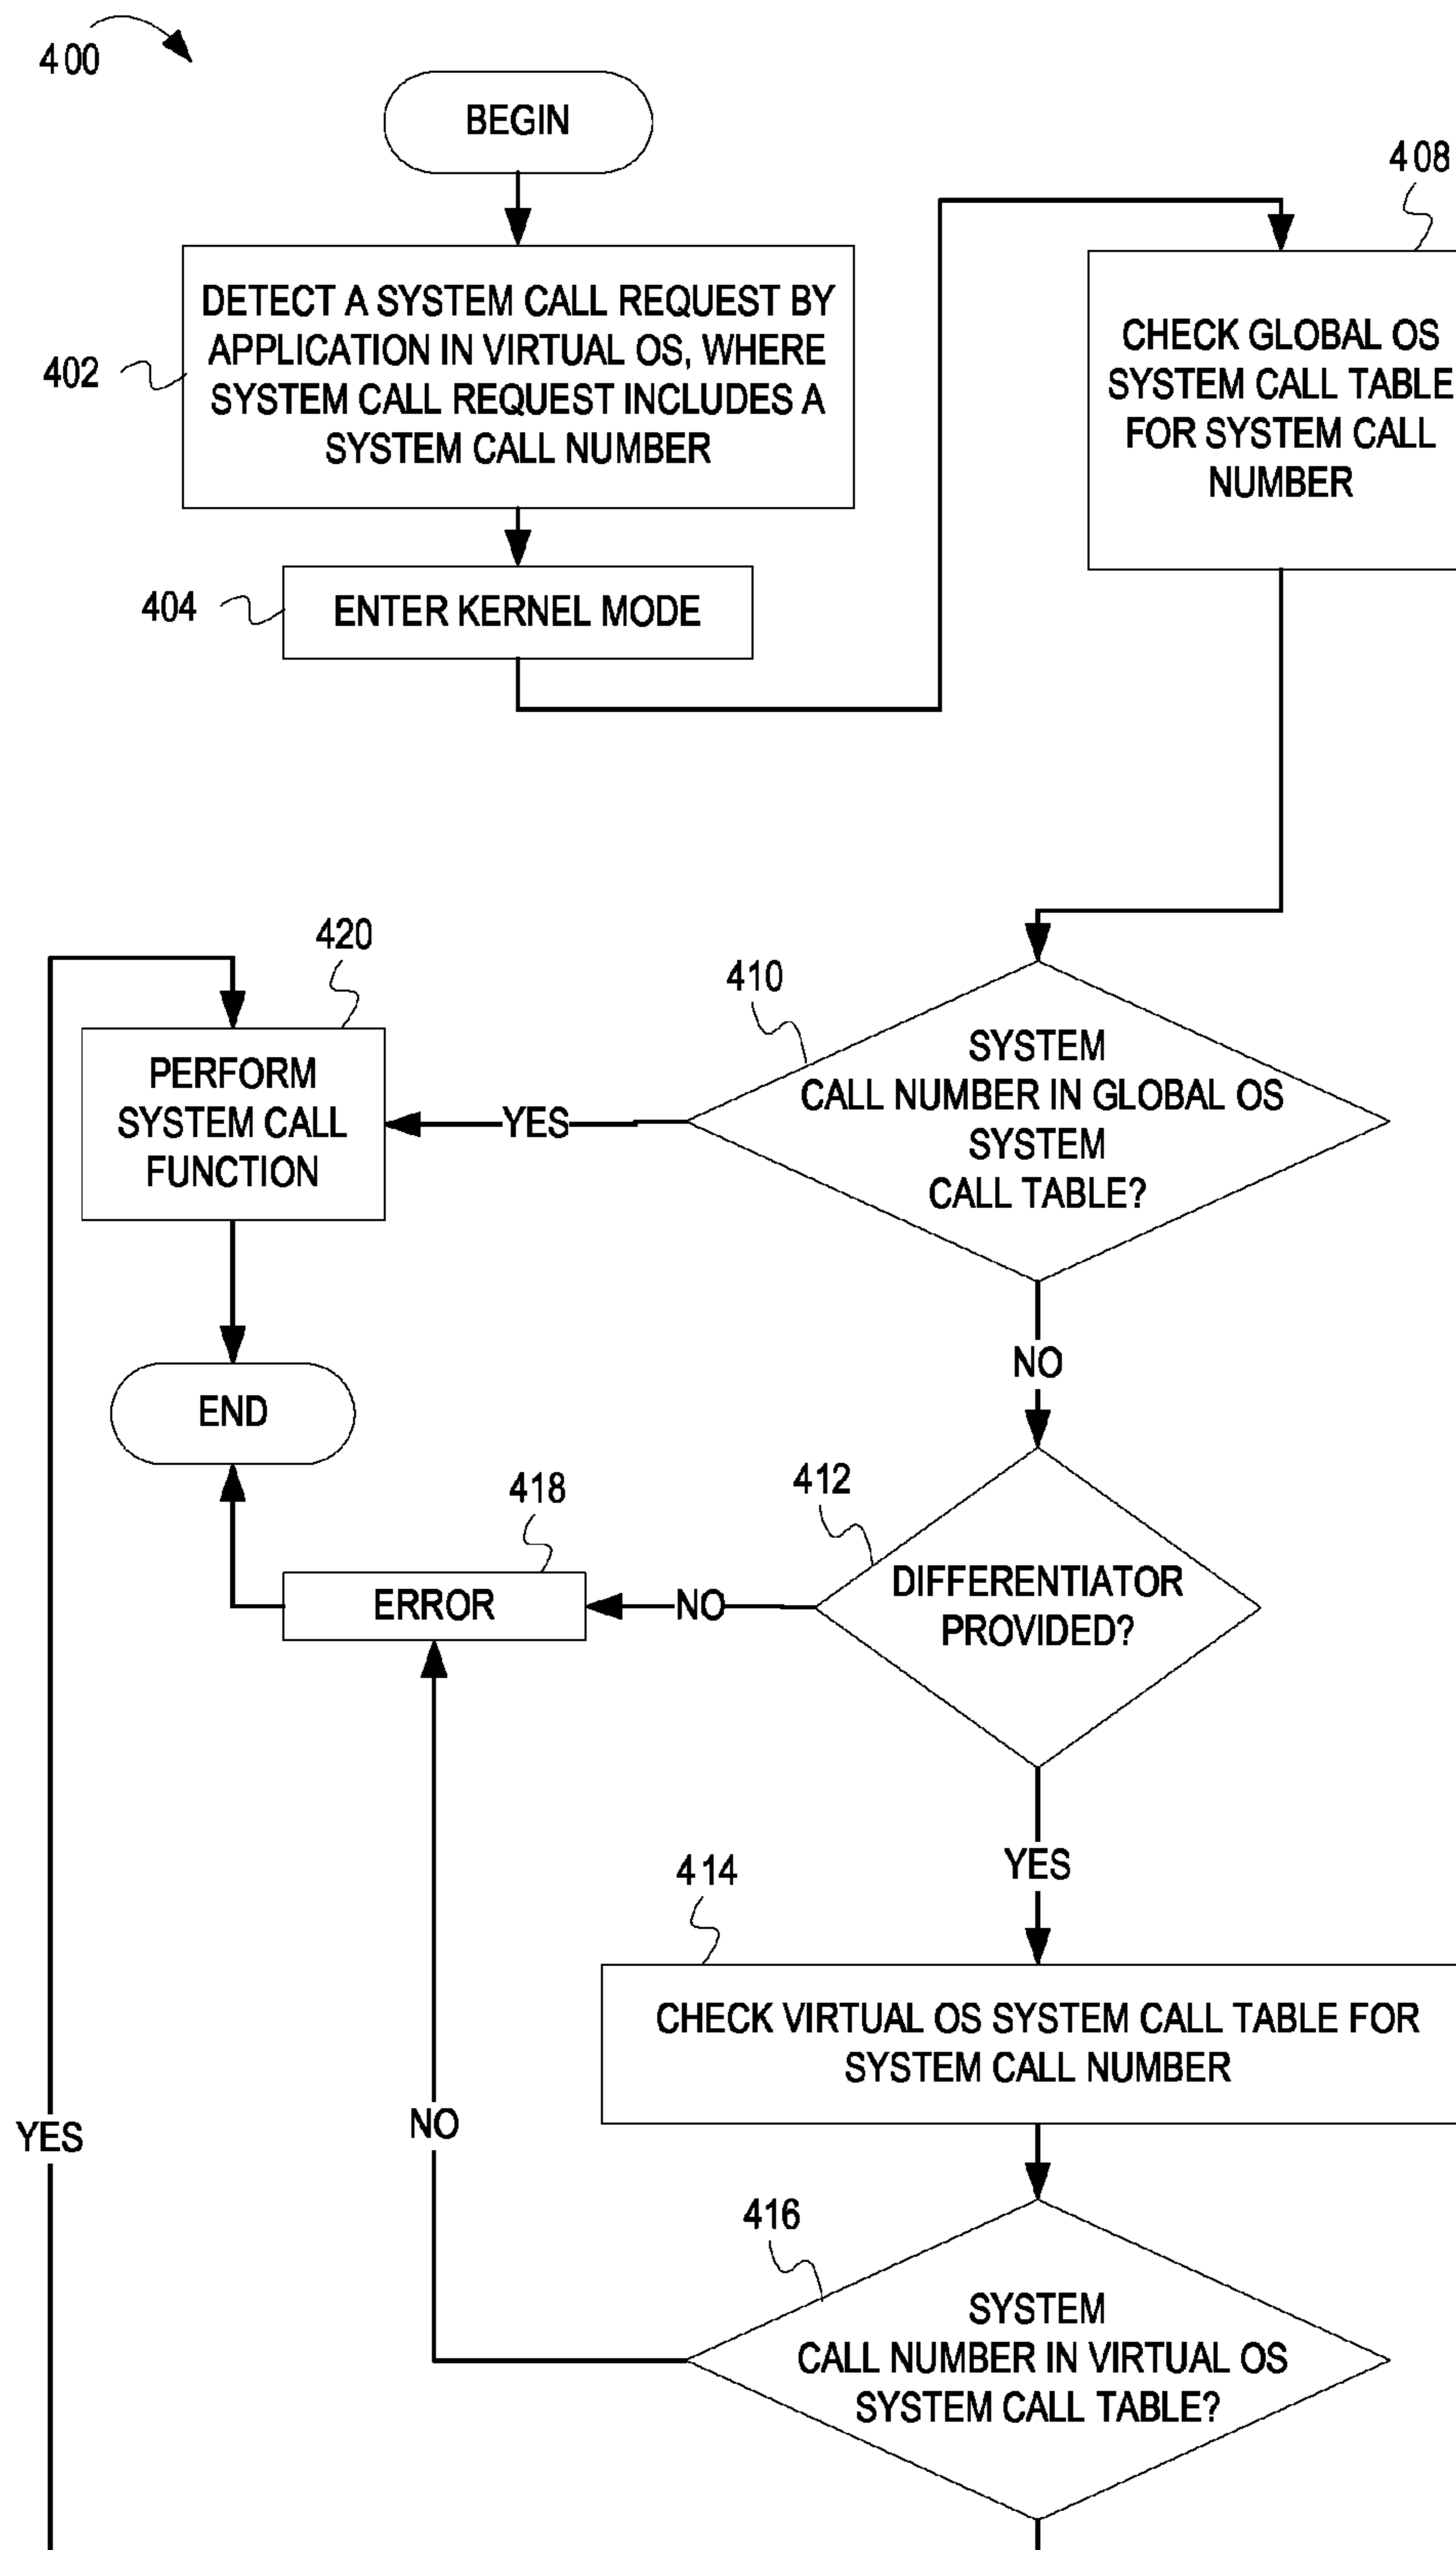 400
BEGIN
402
DETECT A SYSTEM CALL REQUEST BY
APPLICATION IN VIRTUAL OS, WHERE
SYSTEM CALL REQUEST INCLUDES A
SYSTEM CALL NUMBER
404
ENTER KERNEL MODE
408
CHECK GLOBAL OS
SYSTEM CALL TABLE
FOR SYSTEM CALL
NUMBER
410
SYSTEM
CALL NUMBER IN GLOBAL OS
SYSTEM
CALL TABLE?
YES
420
PERFORM
SYSTEM CALL
FUNCTION
END
NO
412
DIFFERENTIATOR
PROVIDED?
NO
418
ERROR
YES
414
CHECK VIRTUAL OS SYSTEM CALL TABLE FOR
SYSTEM CALL NUMBER
416
SYSTEM
CALL NUMBER IN VIRTUAL OS
SYSTEM CALL TABLE?
NO
YES